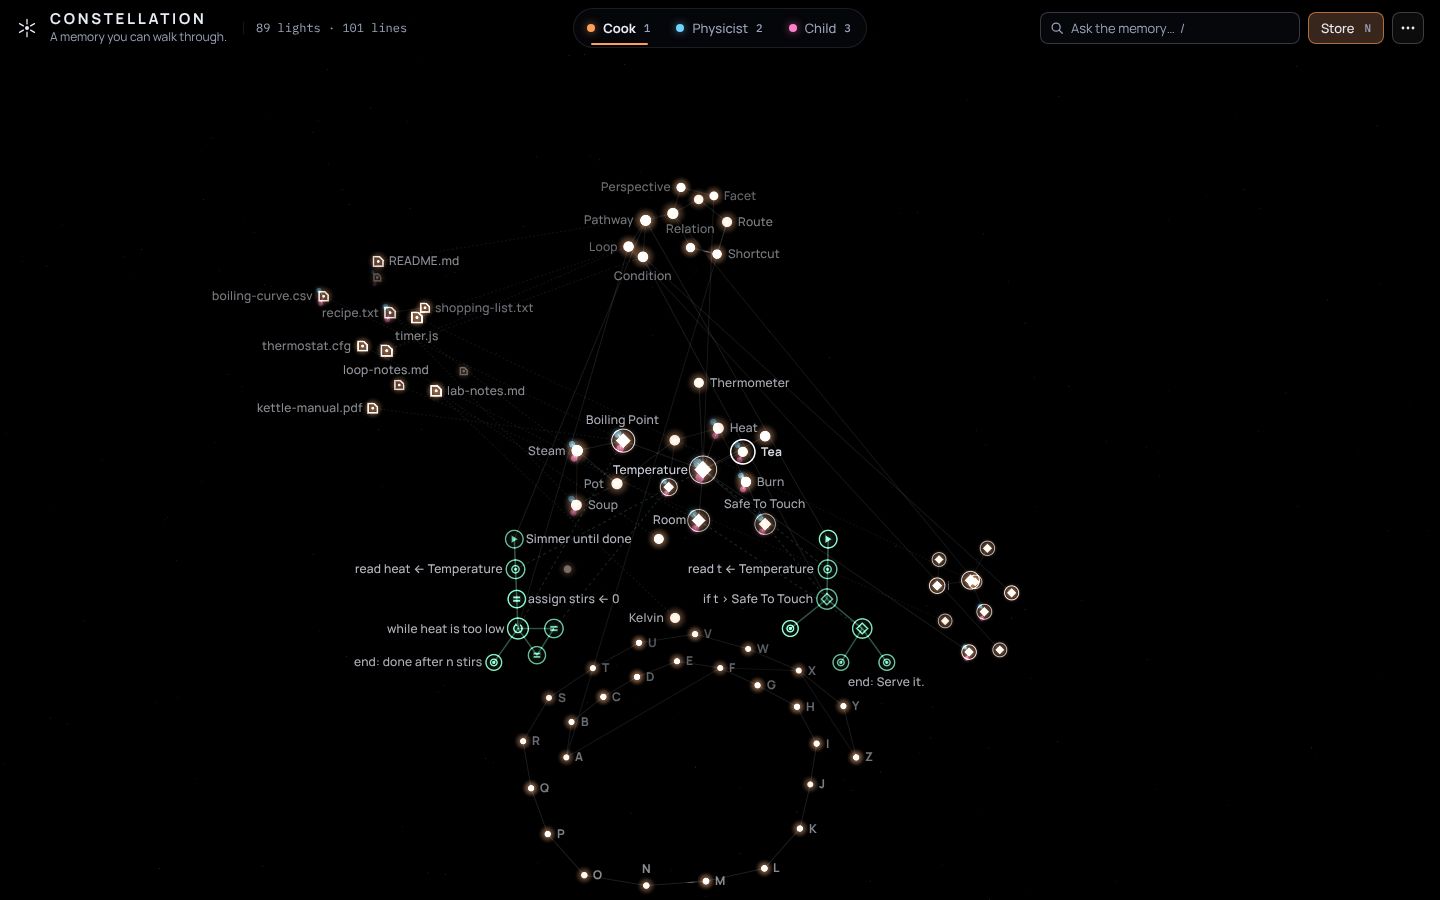 CONSTELLATION
A memory you can walk through.
89 lights · 101 lines
Cook 1
Physicist 2
Child 3
Ask the memory… /
Store N
Perspective
Facet
Pathway
Route
Relation
Loop
Shortcut
Condition
README.md
boiling-curve.csv
recipe.txt
shopping-list.txt
timer.js
thermostat.cfg
loop-notes.md
lab-notes.md
kettle-manual.pdf
Thermometer
Boiling Point
Heat
Steam
Tea
Temperature
Pot
Burn
Soup
Safe To Touch
Room
Simmer until done
read heat ← Temperature
read t ← Temperature
assign stirs ← 0
if t > Safe To Touch
Kelvin
while heat is too low
end: done after n stirs
end: Serve it.
V
U
W
E
T
F
X
D
G
S
C
H
Y
B
R
I
A
Z
Q
J
P
K
N
O
M
L